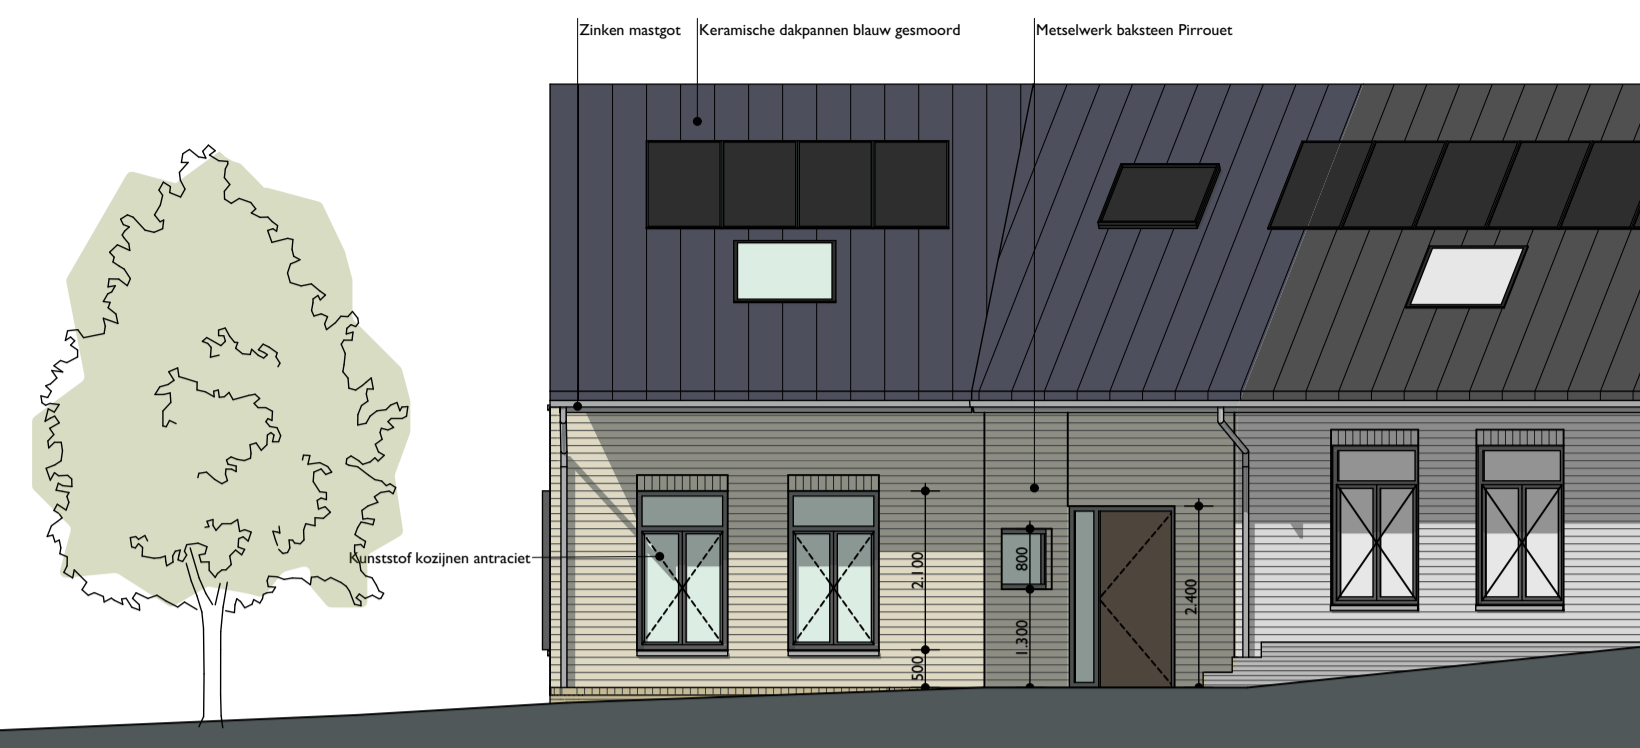 Zinken mastgot
Keramische dakpannen blauw gesmoord
Metselwerk baksteen Pirrouet
Kunststof kozijnen antraciet
2.100
500
800
1.300
2.400